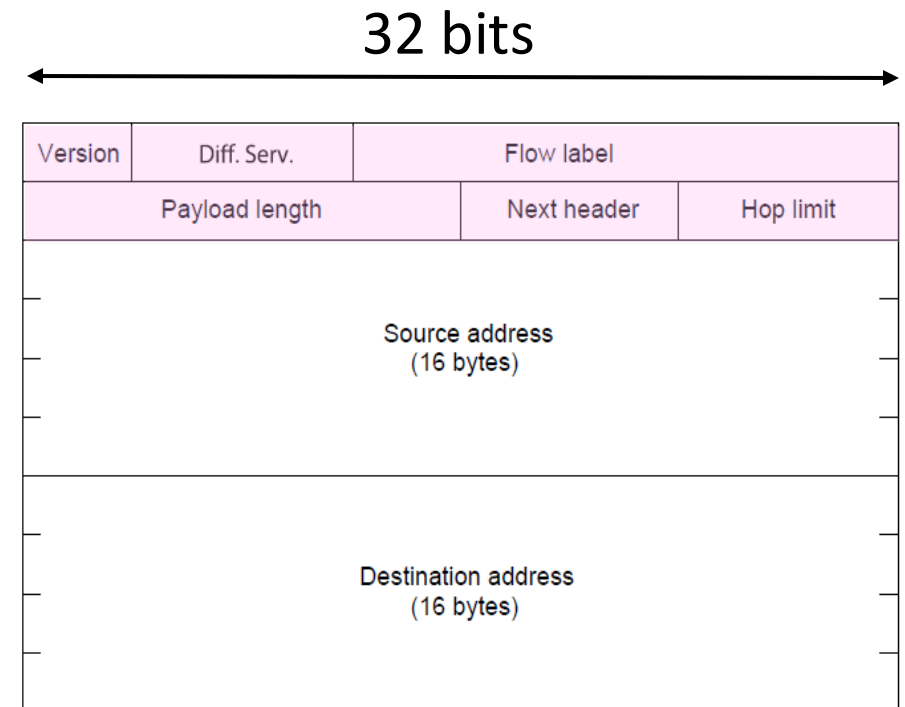 32 bits
Version Diff. Serv. Flow label
Payload length Next header Hop limit
Source address
(16 bytes)
Destination address
(16 bytes)